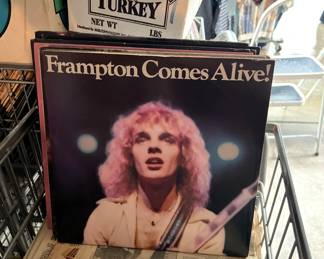 TURKEY
NET WT
LBS
Frampton Comes Alive!